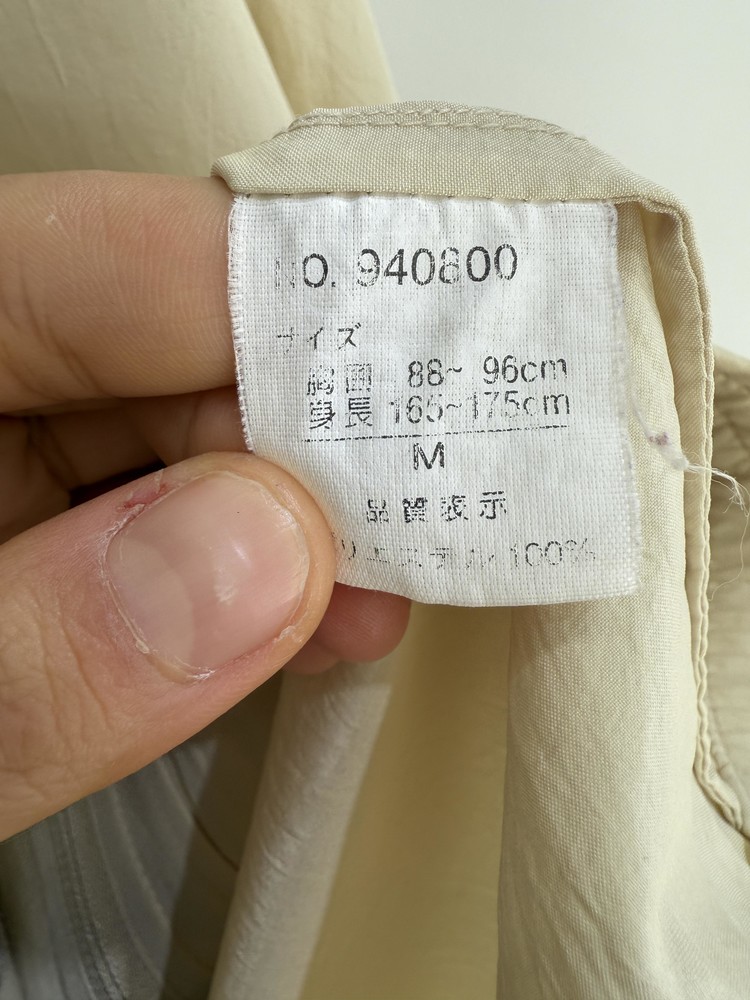 NO. 940800
サイズ
胸囲 88~ 96cm
身長 165~175cm
M
品質表示
ポリエステル 100%